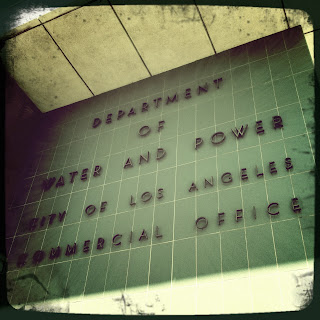 DEPARTMENT
OF
WATER AND POWER
CITY OF LOS ANGELES
COMMERCIAL OFFICE